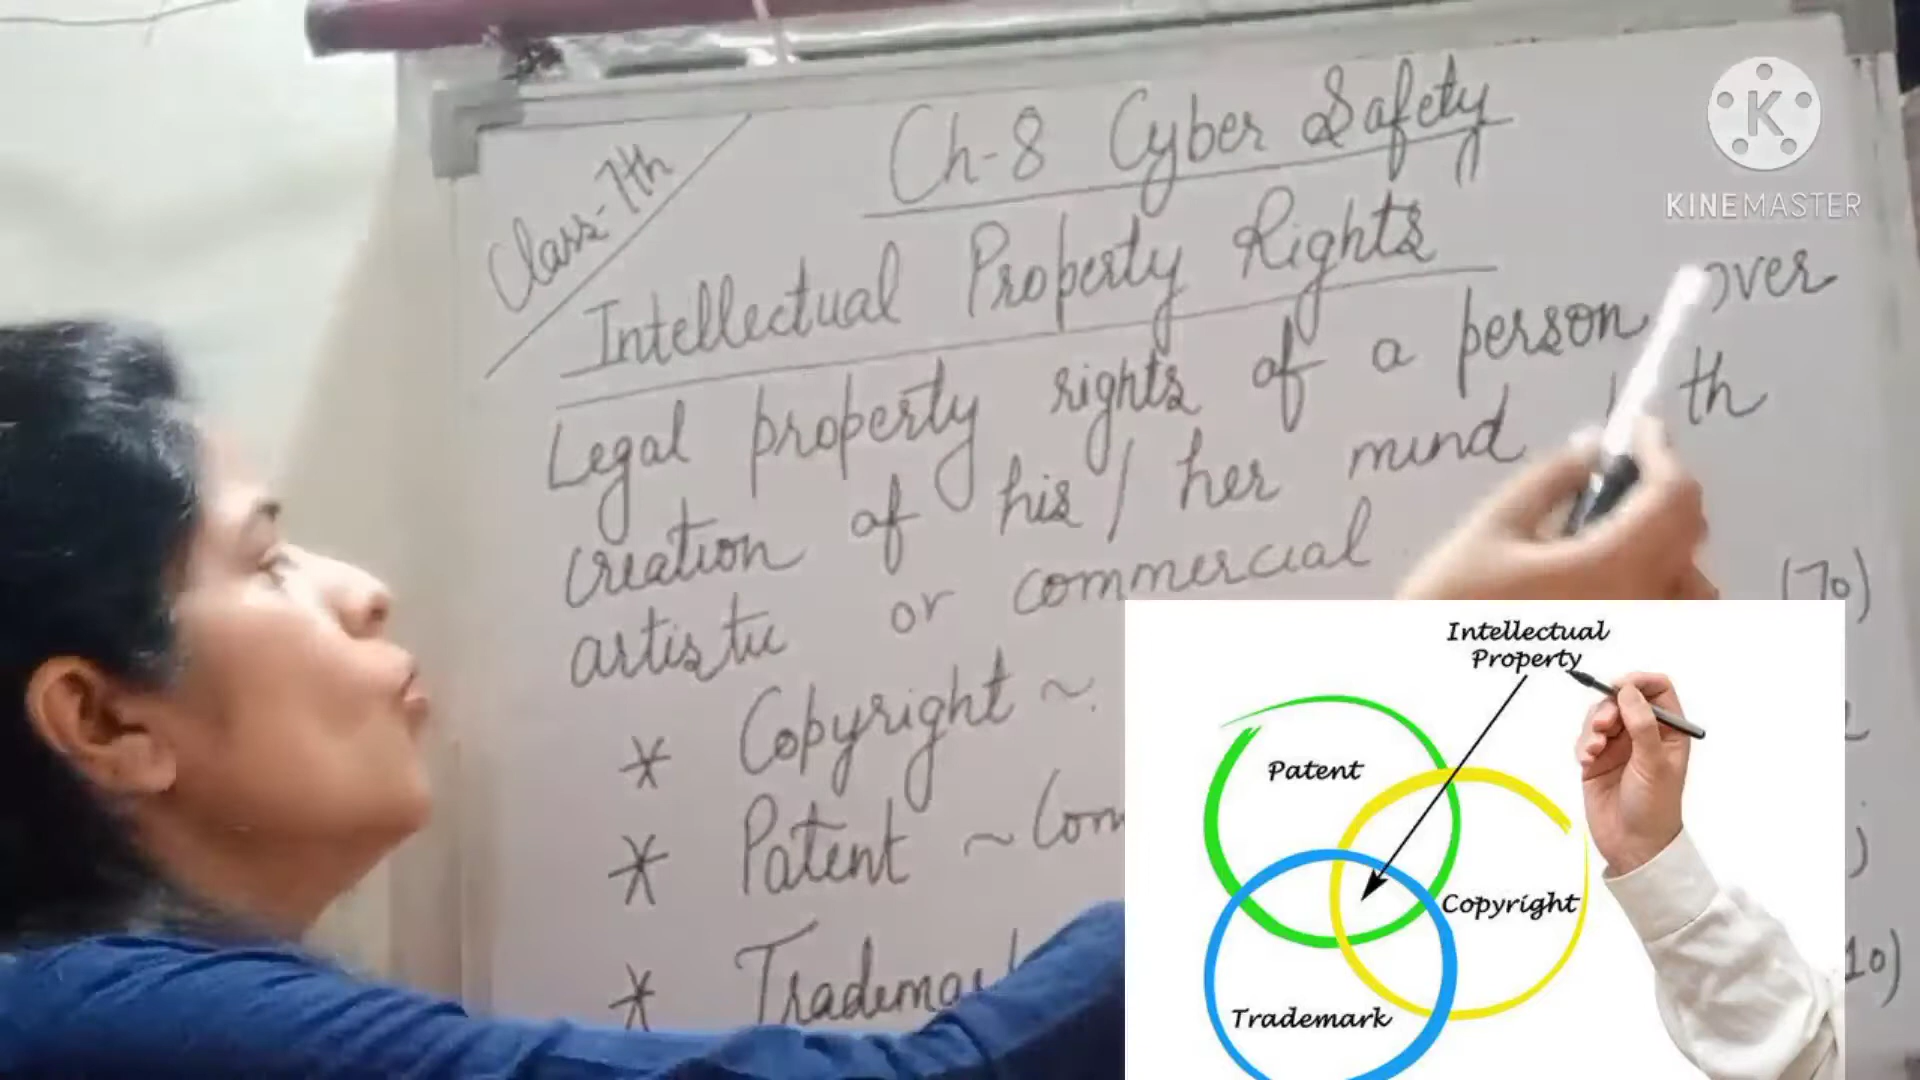 Class-7th
Ch-8 Cyber Safety
Intellectual Property Rights
Legal property rights of a person over
creation of his/her mind
artistic or commercial
(70)
* Copyright ~
* Patent ~
*
10)
K
KINEMASTER
Intellectual
Property
Patent
Copyright
Trademark